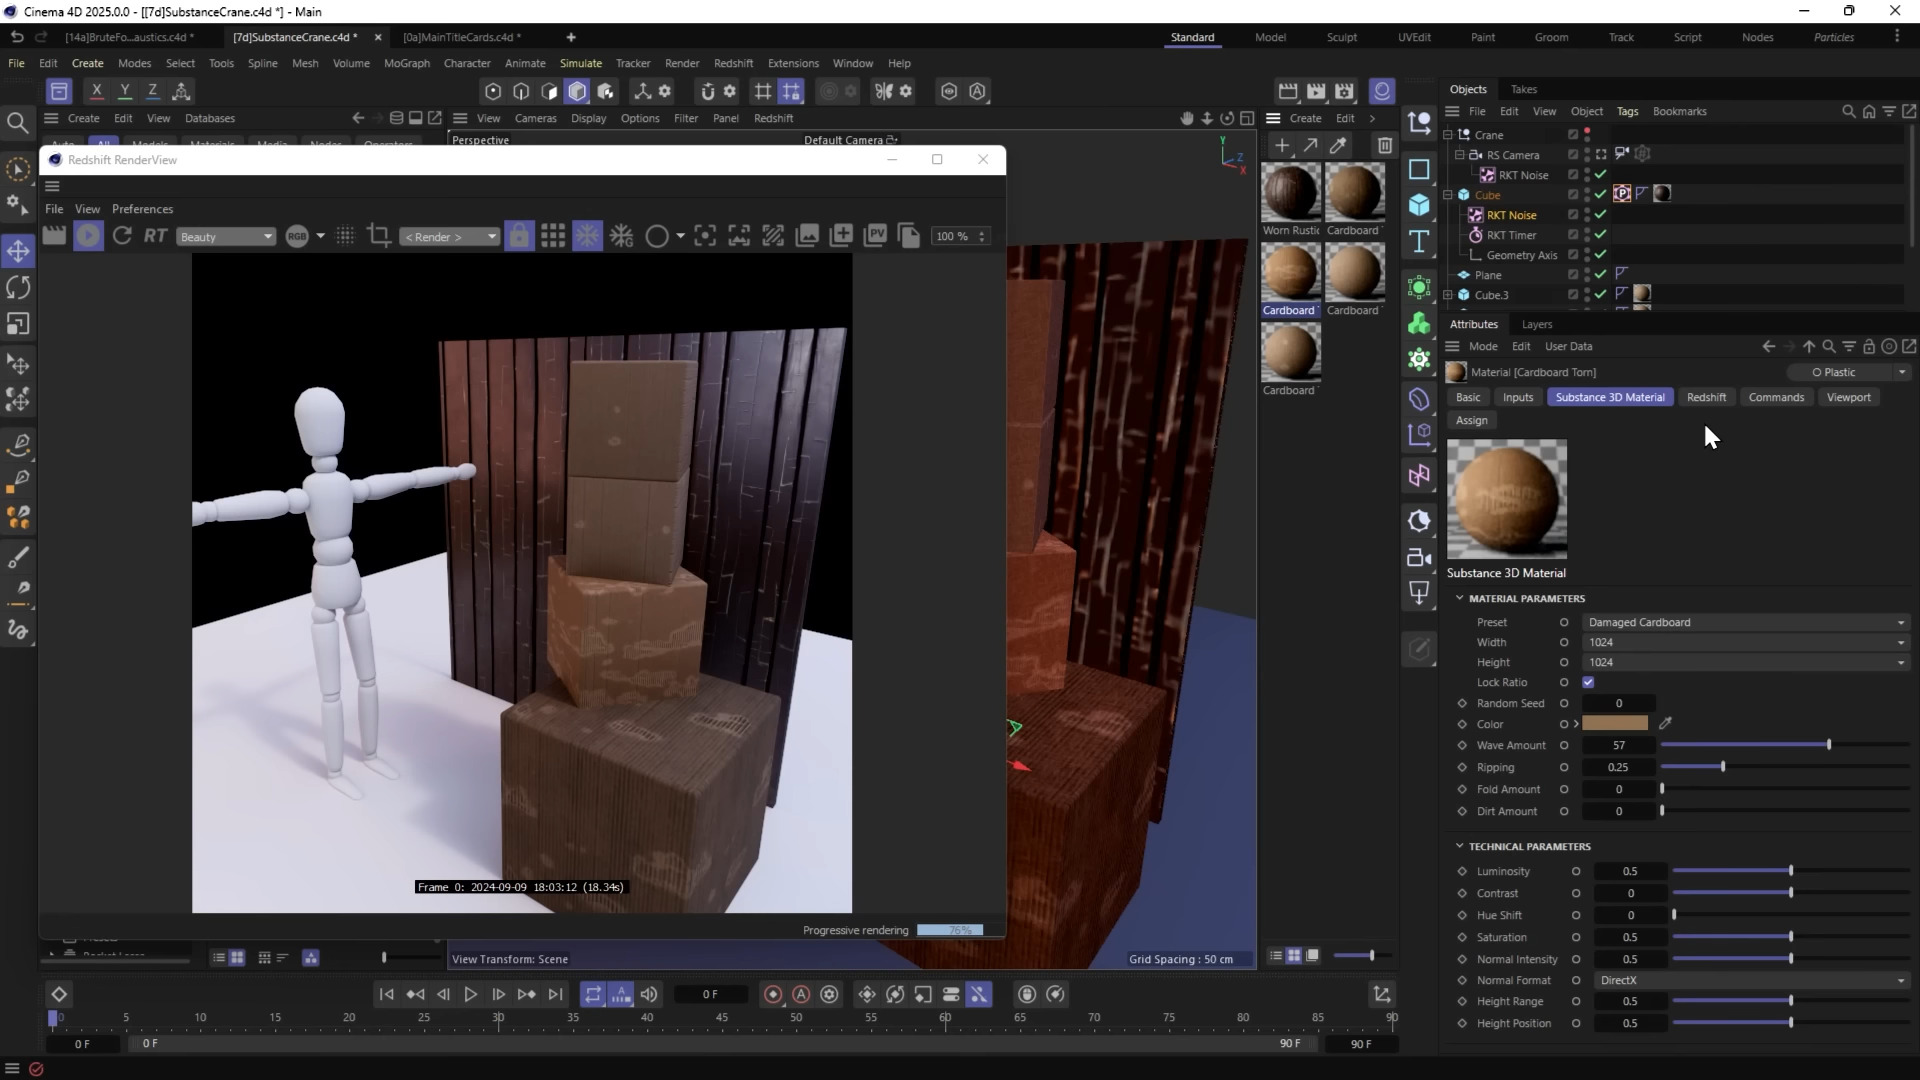 Cinema 4D 2025.0.0 - [[7d]SubstanceCrane.c4d *] - Main
[14a]BruteFo...austics.c4d *
[7d]SubstanceCrane.c4d *
[0a]MainTitleCards.c4d *
Standard Model Sculpt UVEdit Paint Groom Track Script Nodes Particles
File Edit Create Modes Select Tools Spline Mesh Volume MoGraph Character Animate Simulate Tracker Render Redshift Extensions Window Help
X Y Z
Objects Takes
Create Edit View Databases
View Cameras Display Options Filter Panel Redshift
Create Edit
File Edit View Object Tags Bookmarks
Perspective
Default Camera
Y
Z
X
Redshift RenderView
File View Preferences
RT
Beauty
RGB
< Render >
PV
100 %
Worn Rustic
Cardboard
Cardboard
Cardboard
Cardboard
Crane
RS Camera
RKT Noise
Cube
RKT Noise
RKT Timer
Geometry Axis
Plane
Cube.3
Attributes Layers
Mode Edit User Data
Material [Cardboard Torn]
Plastic
Basic Inputs Substance 3D Material Redshift Commands Viewport
Assign
Substance 3D Material
MATERIAL PARAMETERS
Preset Damaged Cardboard
Width 1024
Height 1024
Lock Ratio
Random Seed 0
Color
Wave Amount 57
Ripping 0.25
Fold Amount 0
Dirt Amount 0
TECHNICAL PARAMETERS
Luminosity 0.5
Contrast 0
Hue Shift 0
Saturation 0.5
Normal Intensity 0.5
Normal Format DirectX
Height Range 0.5
Height Position 0.5
Frame 0: 2024-09-09 18:03:12 (18.34s)
Progressive rendering 76%
View Transform: Scene
Grid Spacing : 50 cm
0 F
0 5 10 15 20 25 30 35 40 45 50 55 60 65 70 75 80 85 90
0 F
0 F
90 F
90 F